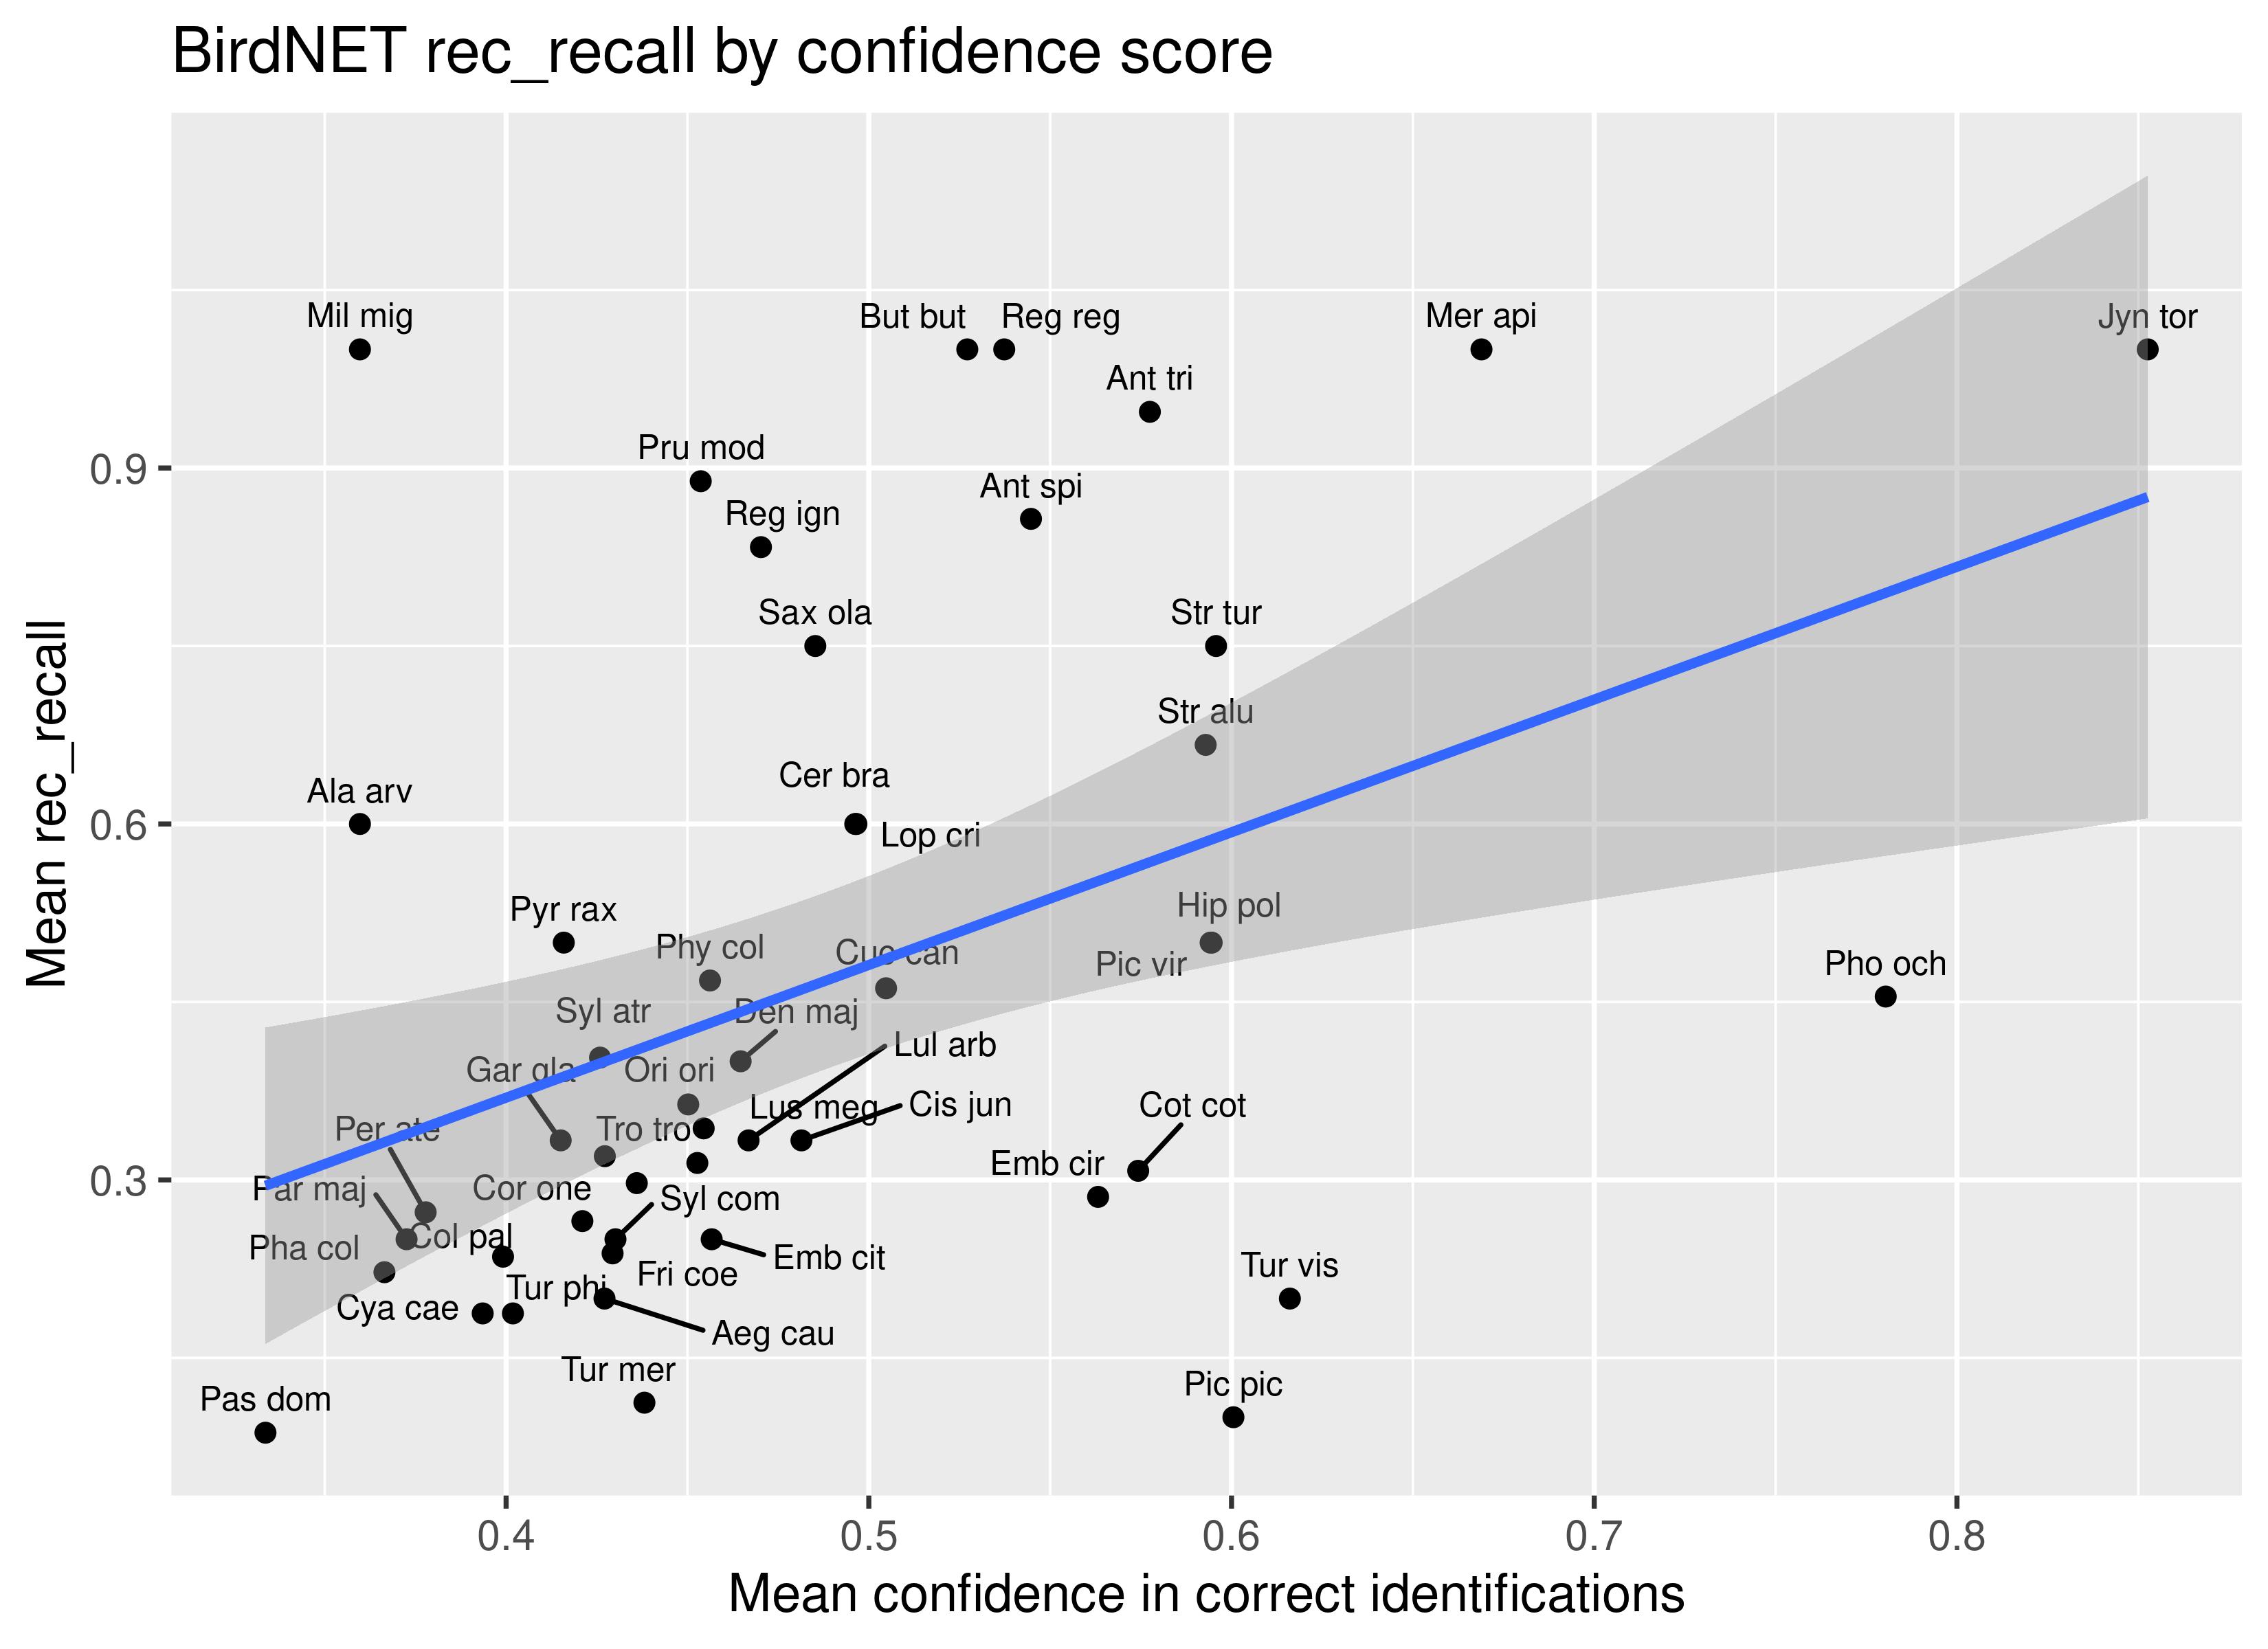 BirdNET rec_recall by confidence score
Mean rec_recall
0.9
0.6
0.3
Mil mig
But but
Reg reg
Mer api
Jyn tor
Ant tri
Pru mod
Ant spi
Reg ign
Sax ola
Str tur
Str alu
Cer bra
Ala arv
Lop cri
Pyr rax
Hip pol
Phy col
Cuc can
Pic vir
Pho och
Syl atr
Den maj
Lul arb
Gar gla
Ori ori
Lus meg
Cis jun
Cot cot
Per ate
Tro tro
Emb cir
Par maj
Cor one
Syl com
Col pal
Pha col
Emb cit
Fri coe
Tur vis
Tur phi
Cya cae
Aeg cau
Tur mer
Pic pic
Pas dom
0.4
0.5
0.6
0.7
0.8
Mean confidence in correct identifications